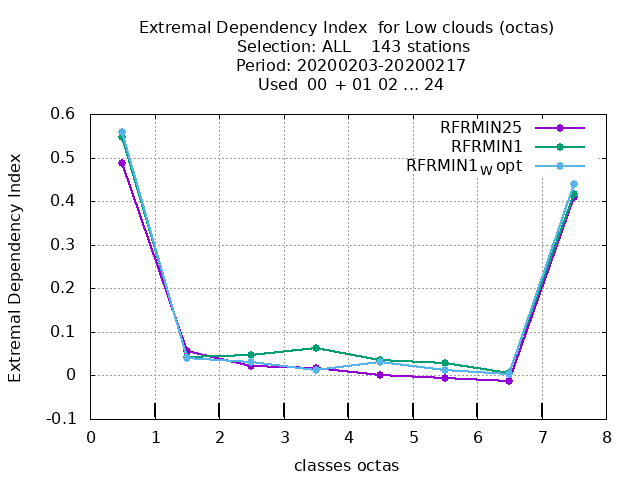 Extremal Dependency Index  for Low clouds (octas)
Selection: ALL    143 stations
Period: 20200203-20200217
Used  00  + 01 02 ... 24
RFRMIN25
RFRMIN1
RFRMIN1W opt
Extremal Dependency Index
0.6
0.5
0.4
0.3
0.2
0.1
0
-0.1
0 1 2 3 4 5 6 7 8
classes octas